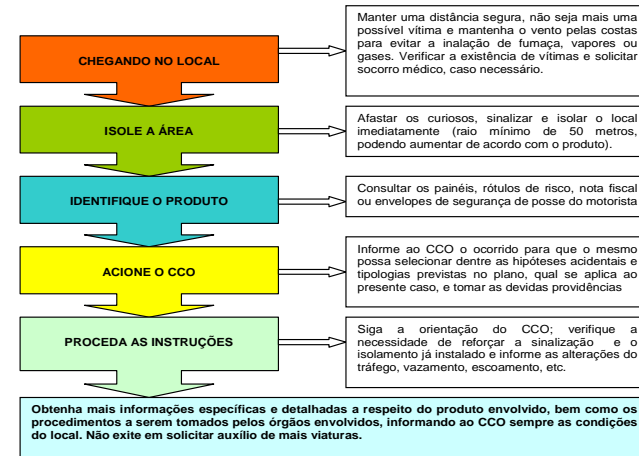 CHEGANDO NO LOCAL
Manter uma distância segura, não seja mais uma
possível vítima e mantenha o vento pelas costas
para evitar a inalação de fumaça, vapores ou
gases. Verificar a existência de vítimas e solicitar
socorro médico, caso necessário.
ISOLE A ÁREA
Afastar os curiosos, sinalizar e isolar o local
imediatamente (raio mínimo de 50 metros,
podendo aumentar de acordo com o produto).
IDENTIFIQUE O PRODUTO
Consultar os painéis, rótulos de risco, nota fiscal
ou envelopes de segurança de posse do motorista
ACIONE O CCO
Informe ao CCO o ocorrido para que o mesmo
possa selecionar dentre as hipóteses acidentais e
tipologias previstas no plano, qual se aplica ao
presente caso, e tomar as devidas providências
PROCEDA AS INSTRUÇÕES
Siga a orientação do CCO; verifique a
necessidade de reforçar a sinalização e o
isolamento já instalado e informe as alterações do
tráfego, vazamento, escoamento, etc.
Obtenha mais informações específicas e detalhadas a respeito do produto envolvido, bem como os
procedimentos a serem tomados pelos órgãos envolvidos, informando ao CCO sempre as condições
do local. Não exite em solicitar auxílio de mais viaturas.